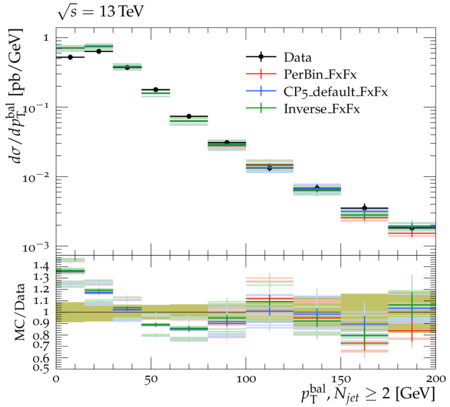 √s = 13 TeV
dσ/dp_T^bal [pb/GeV]
1
10⁻¹
10⁻²
10⁻³
Data
PerBin_FxFx
CP5_default_FxFx
Inverse_FxFx
MC/Data
1.4
1.3
1.2
1.1
1
0.9
0.8
0.7
0.6
0.5
0 50 100 150 200
p_T^bal, N_jet ≥ 2 [GeV]